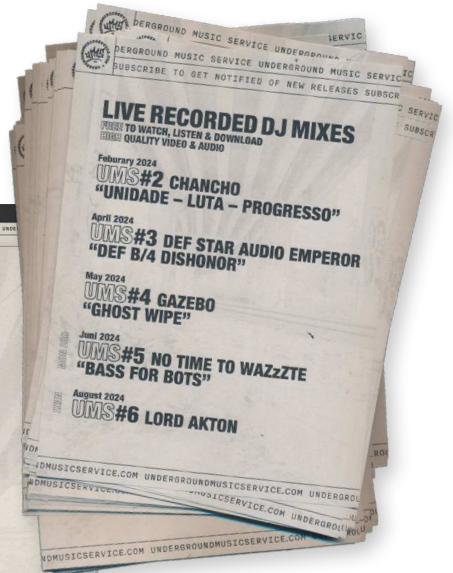 DERGROUND MUSIC SERVICE UNDERGROUND MUSIC SERVIC
SUBSCRIBE TO GET NOTIFIED OF NEW RELEASES SUBSCR
LIVE RECORDED DJ MIXES
FREE TO WATCH, LISTEN & DOWNLOAD
HIGH QUALITY VIDEO & AUDIO
Feburary 2024
UMS#2 CHANCHO
“UNIDADE – LUTA – PROGRESSO”
April 2024
UMS#3 DEF STAR AUDIO EMPEROR
“DEF B/4 DISHONOR”
May 2024
UMS#4 GAZEBO
“GHOST WIPE”
Juni 2024
UMS#5 NO TIME TO WAZzZTE
“BASS FOR BOTS”
August 2024
UMS#6 LORD AKTON
NDMUSICSERVICE.COM UNDERGROUNDMUSICSERVICE.COM UNDERGROU
NDMUSICSERVICE.COM UNDERGROUNDMUSICSERVICE.COM